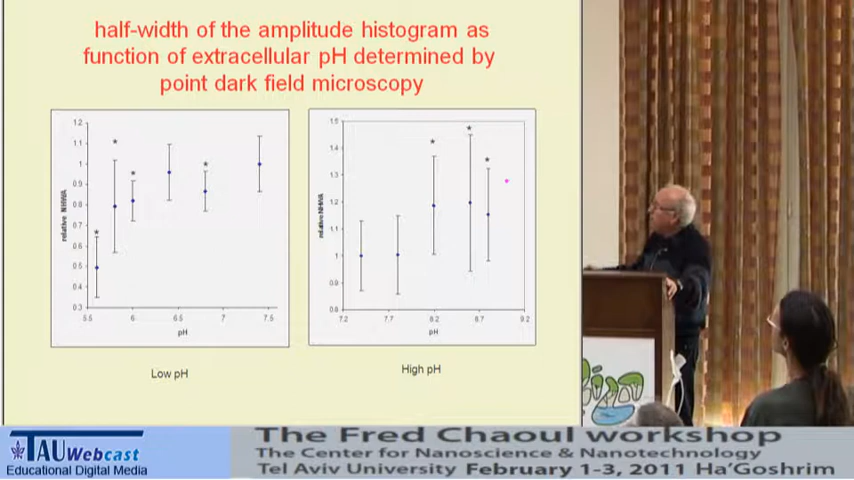 half-width of the amplitude histogram as
function of extracellular pH determined by
point dark field microscopy
1.2
1.1
1
0.9
0.8
0.7
0.6
0.5
0.4
0.3
relative NHWA
5.5 6 6.5 7 7.5
pH
Low pH
1.5
1.4
1.3
1.2
1.1
1
0.9
0.8
relative NHWA
7.2 7.7 8.2 8.7 9.2
pH
High pH
TAUWebcast
Educational Digital Media
The Fred Chaoul workshop
The Center for Nanoscience & Nanotechnology
Tel Aviv University February 1-3, 2011 Ha'Goshrim